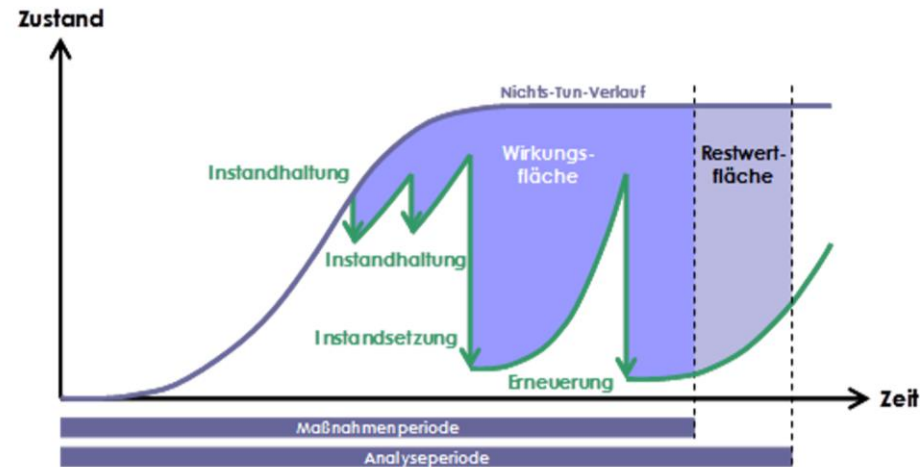 Zustand
Nichts-Tun-Verlauf
Wirkungs-
fläche
Restwert-
fläche
Instandhaltung
Instandhaltung
Instandsetzung
Erneuerung
Zeit
Maßnahmenperiode
Analyseperiode